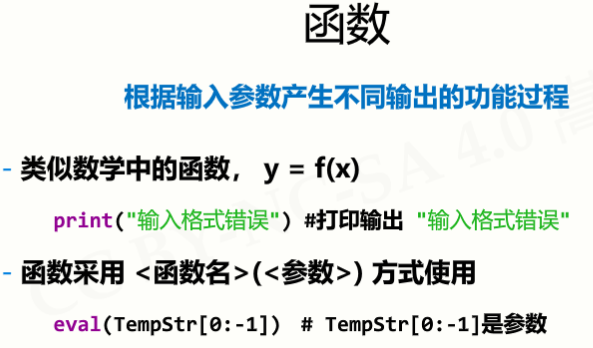 函数
根据输入参数产生不同输出的功能过程
- 类似数学中的函数， y = f(x)
print("输入格式错误") #打印输出 "输入格式错误"
- 函数采用 <函数名>(<参数>) 方式使用
eval(TempStr[0:-1]) # TempStr[0:-1]是参数